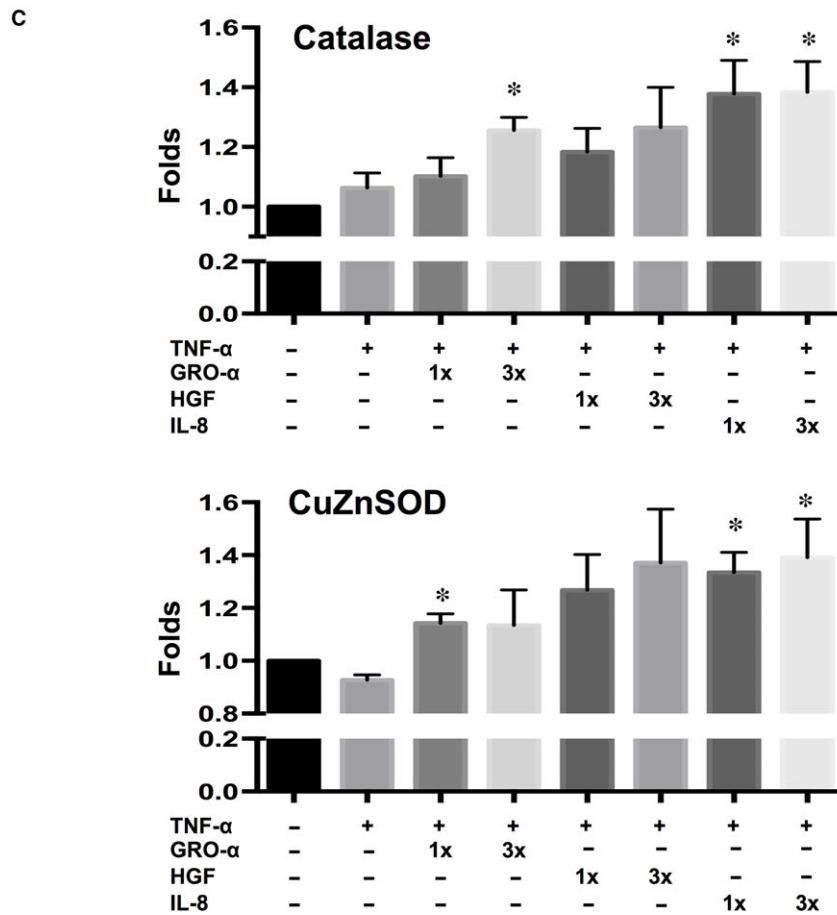 C
Catalase
Folds
1.6
1.4
1.2
1.0
0.2
0.0
* * *
TNF-α – + + + + + + +
GRO-α – – 1x 3x – – – –
HGF – – – – 1x 3x – –
IL-8 – – – – – – 1x 3x
CuZnSOD
Folds
1.6
1.4
1.2
1.0
0.8
0.2
0.0
* * *
TNF-α – + + + + + + +
GRO-α – – 1x 3x – – – –
HGF – – – – 1x 3x – –
IL-8 – – – – – – 1x 3x